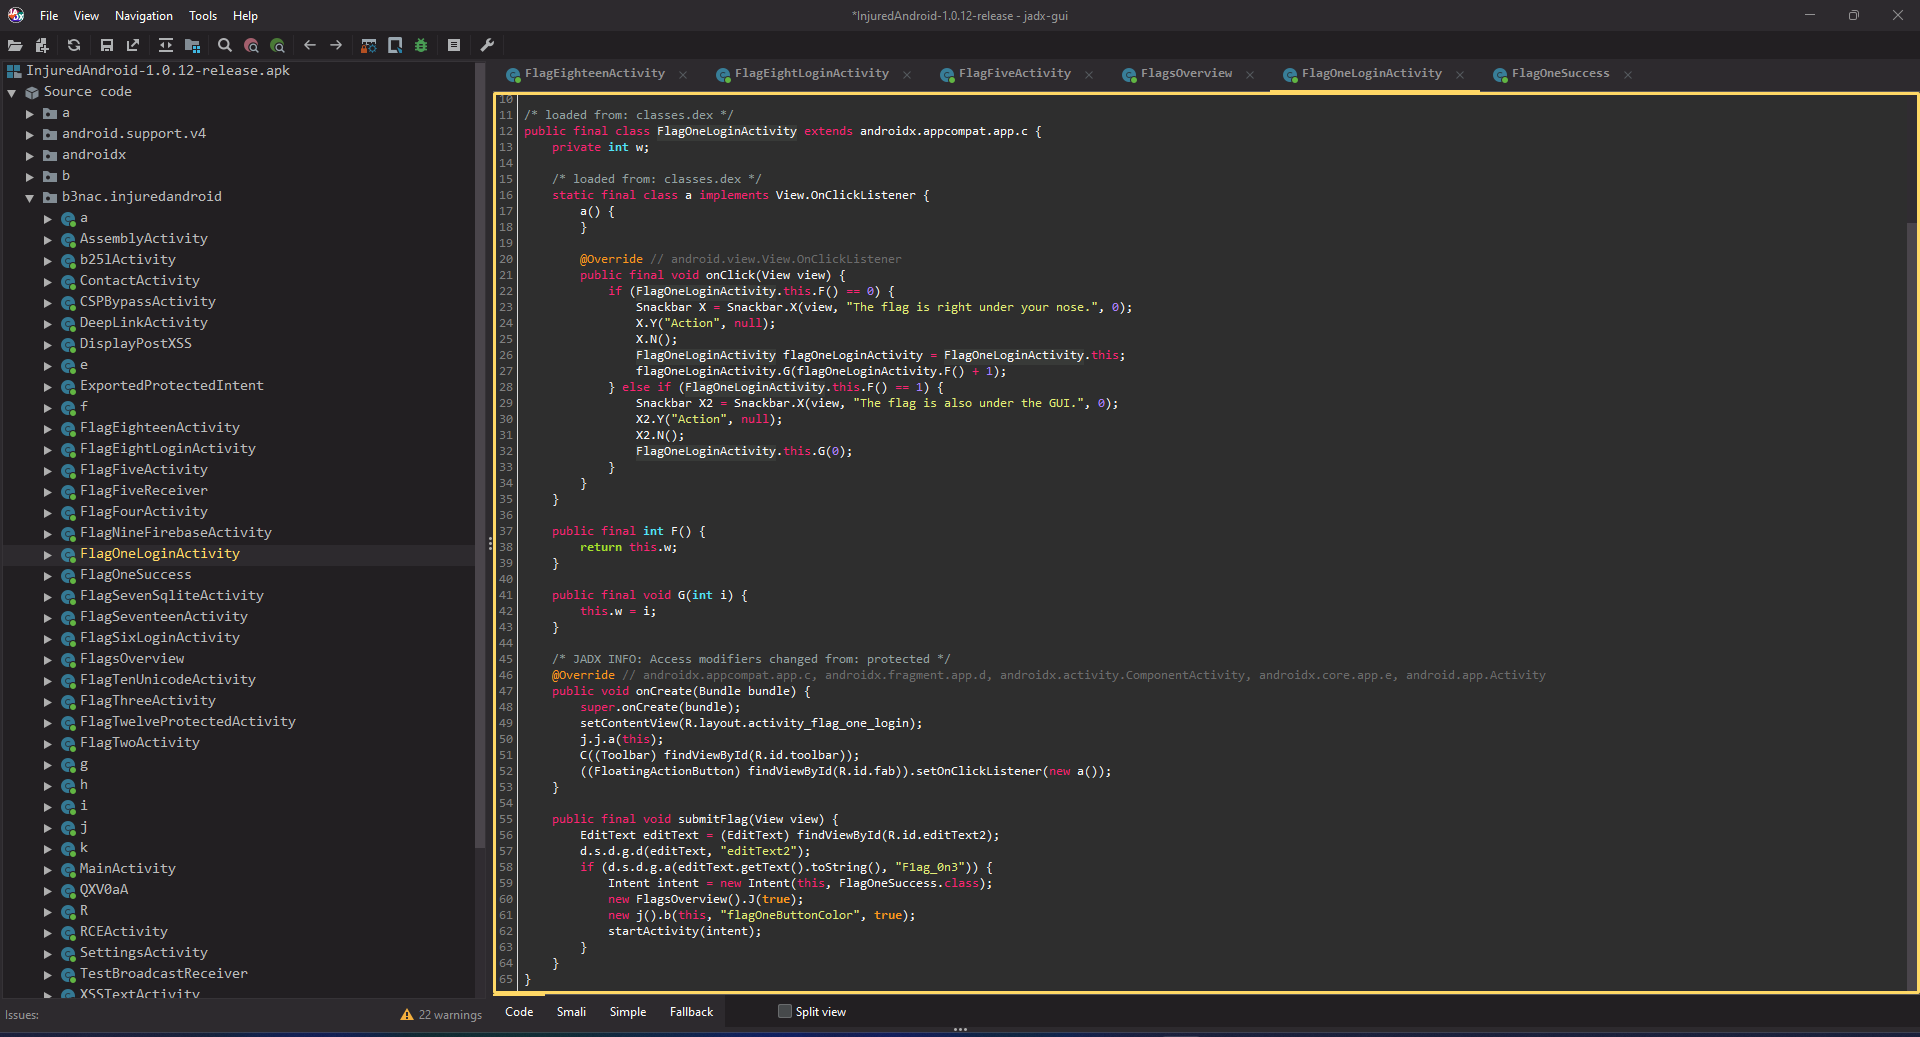 File View Navigation Tools Help
*InjuredAndroid-1.0.12-release - jadx-gui
InjuredAndroid-1.0.12-release.apk
Source code
a
android.support.v4
androidx
b
b3nac.injuredandroid
a
AssemblyActivity
b25lActivity
ContactActivity
CSPBypassActivity
DeepLinkActivity
DisplayPostXSS
e
ExportedProtectedIntent
f
FlagEighteenActivity
FlagEightLoginActivity
FlagFiveActivity
FlagFiveReceiver
FlagFourActivity
FlagNineFirebaseActivity
FlagOneLoginActivity
FlagOneSuccess
FlagSevenSqliteActivity
FlagSeventeenActivity
FlagSixLoginActivity
FlagsOverview
FlagTenUnicodeActivity
FlagThreeActivity
FlagTwelveProtectedActivity
FlagTwoActivity
g
h
i
j
k
MainActivity
QXV0aA
R
RCEActivity
SettingsActivity
TestBroadcastReceiver
XSSTextActivity
Issues: 22 warnings
FlagEighteenActivity FlagEightLoginActivity FlagFiveActivity FlagsOverview FlagOneLoginActivity FlagOneSuccess
10
11 /* loaded from: classes.dex */
12 public final class FlagOneLoginActivity extends androidx.appcompat.app.c {
13 private int w;
14
15 /* loaded from: classes.dex */
16 static final class a implements View.OnClickListener {
17 a() {
18 }
19
20 @Override // android.view.View.OnClickListener
21 public final void onClick(View view) {
22 if (FlagOneLoginActivity.this.F() == 0) {
23 Snackbar X = Snackbar.X(view, "The flag is right under your nose.", 0);
24 X.Y("Action", null);
25 X.N();
26 FlagOneLoginActivity flagOneLoginActivity = FlagOneLoginActivity.this;
27 flagOneLoginActivity.G(flagOneLoginActivity.F() + 1);
28 } else if (FlagOneLoginActivity.this.F() == 1) {
29 Snackbar X2 = Snackbar.X(view, "The flag is also under the GUI.", 0);
30 X2.Y("Action", null);
31 X2.N();
32 FlagOneLoginActivity.this.G(0);
33 }
34 }
35 }
36
37 public final int F() {
38 return this.w;
39 }
40
41 public final void G(int i) {
42 this.w = i;
43 }
44
45 /* JADX INFO: Access modifiers changed from: protected */
46 @Override // androidx.appcompat.app.c, androidx.fragment.app.d, androidx.activity.ComponentActivity, androidx.core.app.e, android.app.Activity
47 public void onCreate(Bundle bundle) {
48 super.onCreate(bundle);
49 setContentView(R.layout.activity_flag_one_login);
50 j.j.a(this);
51 C((Toolbar) findViewById(R.id.toolbar));
52 ((FloatingActionButton) findViewById(R.id.fab)).setOnClickListener(new a());
53 }
54
55 public final void submitFlag(View view) {
56 EditText editText = (EditText) findViewById(R.id.editText2);
57 d.s.d.g.d(editText, "editText2");
58 if (d.s.d.g.a(editText.getText().toString(), "F1ag_0n3")) {
59 Intent intent = new Intent(this, FlagOneSuccess.class);
60 new FlagsOverview().J(true);
61 new j().b(this, "flagOneButtonColor", true);
62 startActivity(intent);
63 }
64 }
65 }
Code Smali Simple Fallback Split view